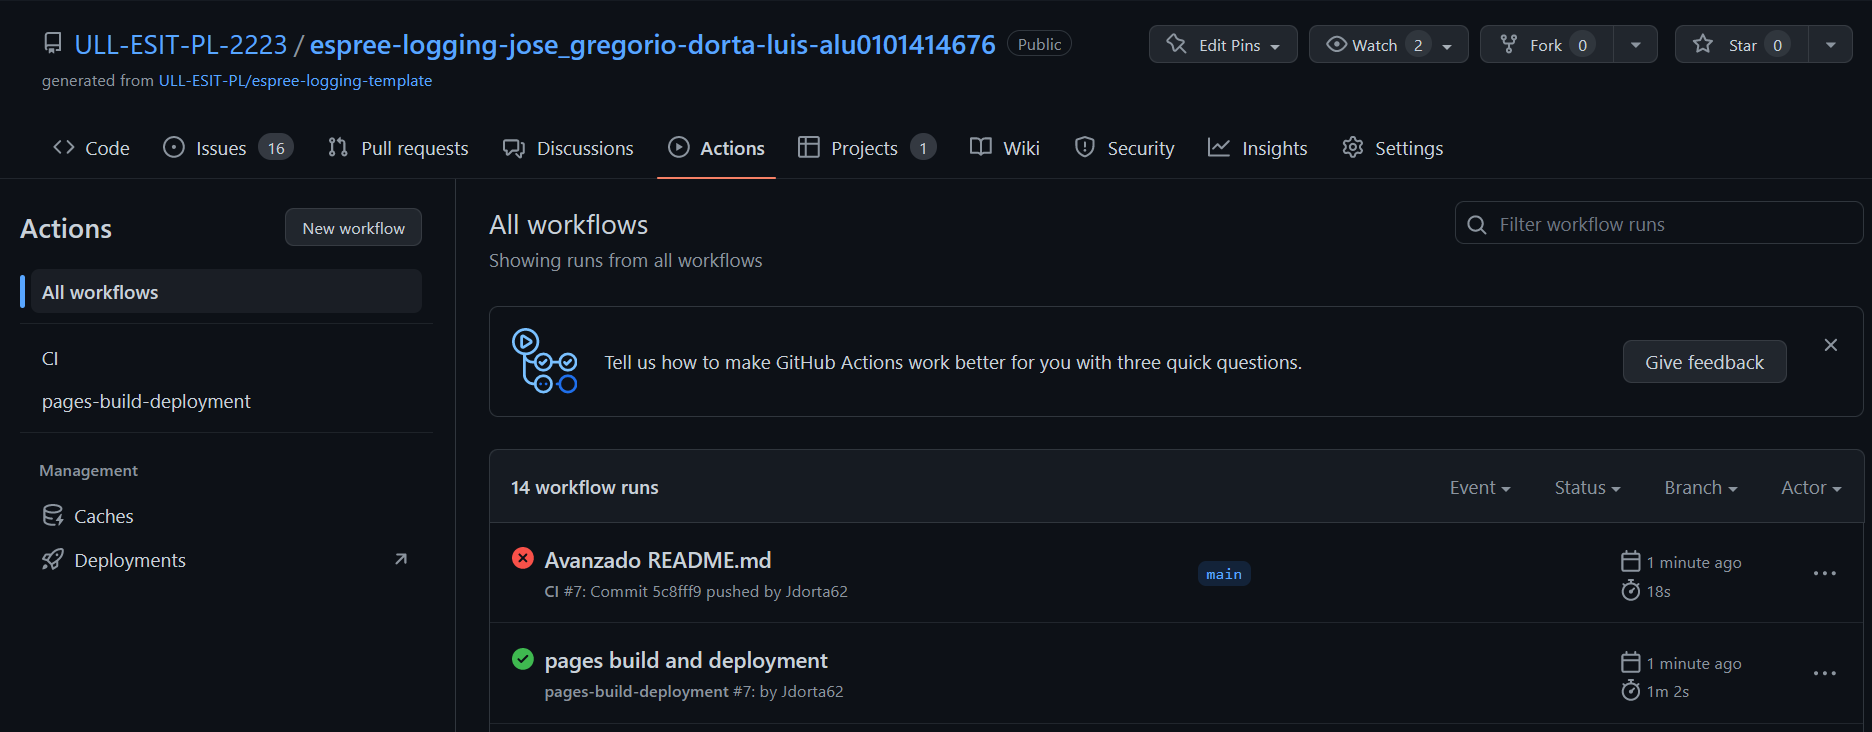 ULL-ESIT-PL-2223 / espree-logging-jose_gregorio-dorta-luis-alu0101414676 Public Edit Pins Watch 2 Fork 0 Star 0
generated from ULL-ESIT-PL/espree-logging-template
Code Issues 16 Pull requests Discussions Actions Projects 1 Wiki Security Insights Settings
Actions New workflow
All workflows
CI
pages-build-deployment
Management
Caches
Deployments
All workflows
Showing runs from all workflows
Filter workflow runs
Tell us how to make GitHub Actions work better for you with three quick questions. Give feedback
14 workflow runs Event Status Branch Actor
Avanzado README.md
CI #7: Commit 5c8fff9 pushed by Jdorta62
main
1 minute ago
18s
pages build and deployment
pages-build-deployment #7: by Jdorta62
1 minute ago
1m 2s